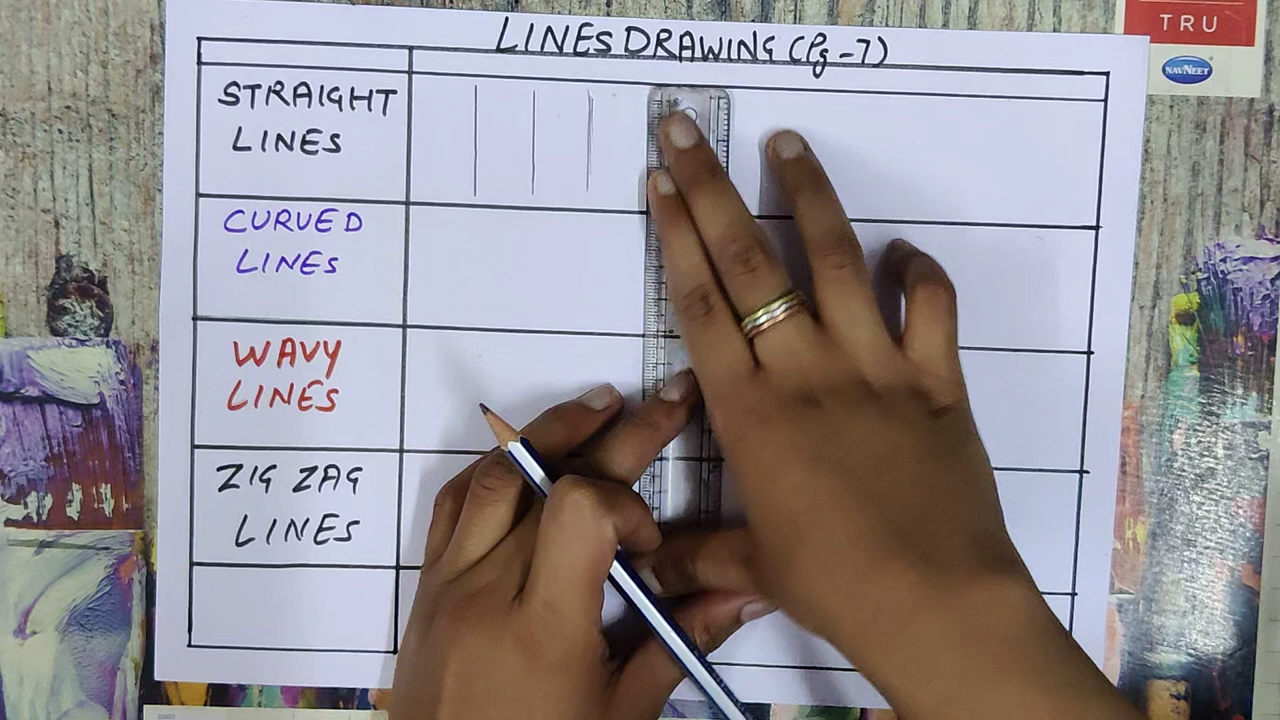 TRU
NAVNEET
LINES DRAWING (Pg-7)
STRAIGHT
LINES
CURVED
LINES
WAVY
LINES
ZIG ZAG
LINES